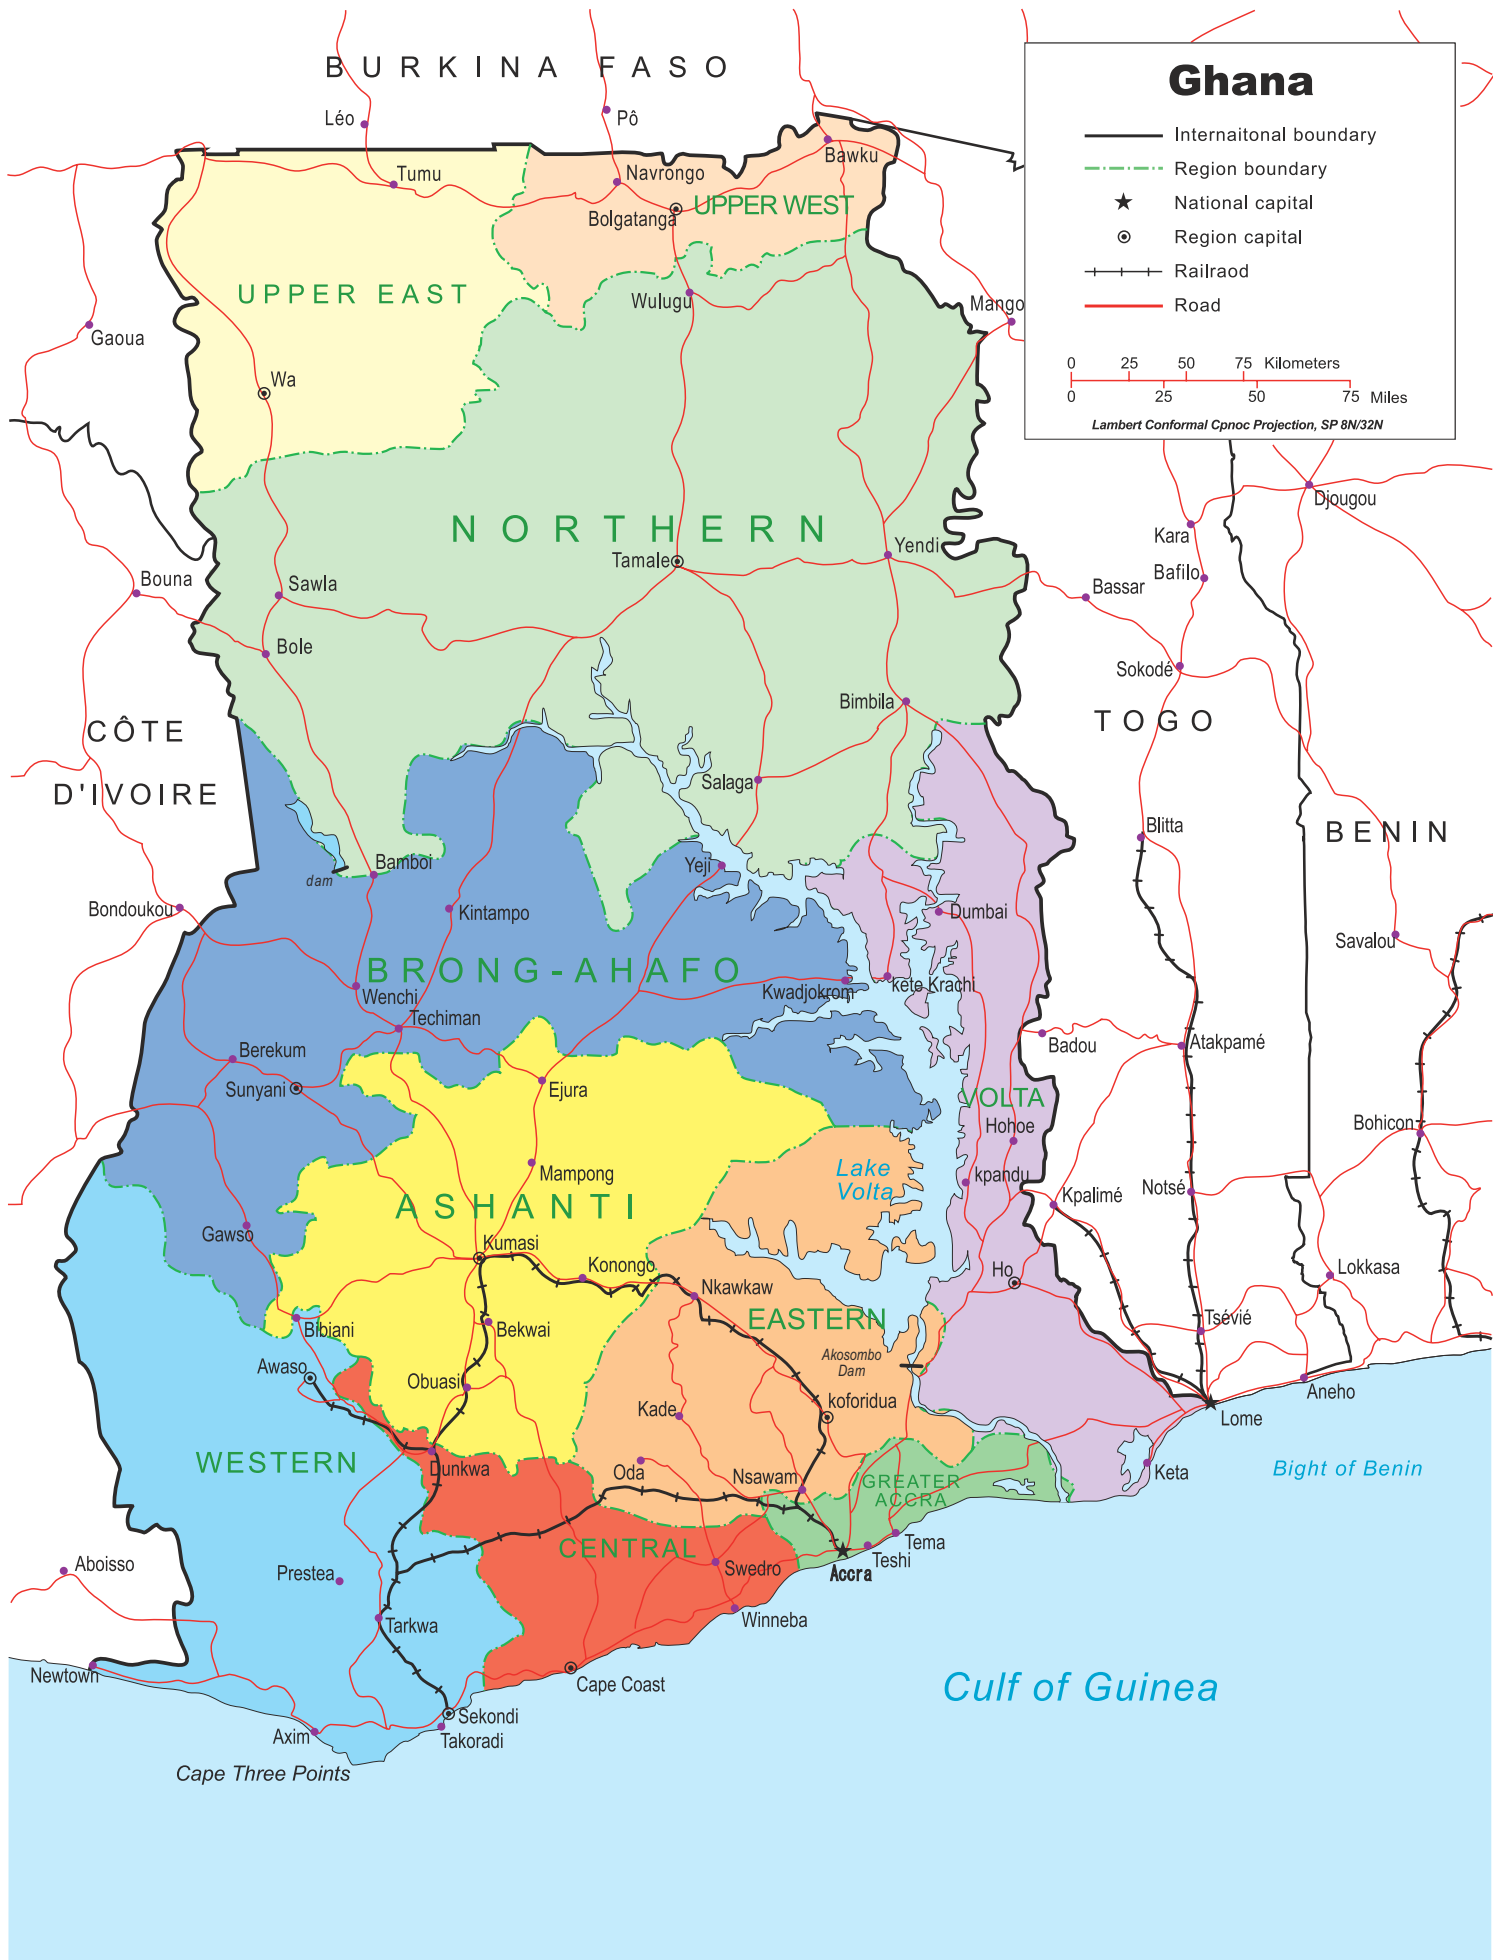 BURKINA FASO
Ghana
Internaitonal boundary
Region boundary
National capital
Region capital
Railraod
Road
0 25 50 75 Kilometers
0 25 50 75 Miles
Lambert Conformal Cpnoc Projection, SP 8N/32N
Léo
Pô
Bawku
Tumu
Navrongo
Bolgatanga
UPPER WEST
UPPER EAST
Wulugu
Mango
Gaoua
Wa
Djougou
NORTHERN
Kara
Tamale
Yendi
Bafilo
Bouna
Sawla
Bassar
Bole
Sokodé
Bimbila
TOGO
CÔTE
D'IVOIRE
Salaga
Blitta
BENIN
Bamboi
Yeji
dam
Bondoukou
Kintampo
Dumbai
Savalou
BRONG-AHAFO
Wenchi
Kwadjokrom
kete Krachi
Techiman
Badou
Atakpamé
Berekum
Sunyani
Ejura
VOLTA
Hohoe
Bohicon
Mampong
Lake
Volta
kpandu
Kpalimé
Notsé
ASHANTI
Gawso
Kumasi
Konongo
Ho
Lokkasa
Nkawkaw
EASTERN
Tsévié
Bibiani
Bekwai
Akosombo
Dam
Awaso
Obuasi
Aneho
Kade
koforidua
Lome
WESTERN
Dunkwa
Oda
Nsawam
GREATER
ACCRA
Keta
Bight of Benin
CENTRAL
Tema
Teshi
Accra
Aboisso
Prestea
Swedro
Tarkwa
Winneba
Newtown
Cape Coast
Culf of Guinea
Sekondi
Takoradi
Axim
Cape Three Points